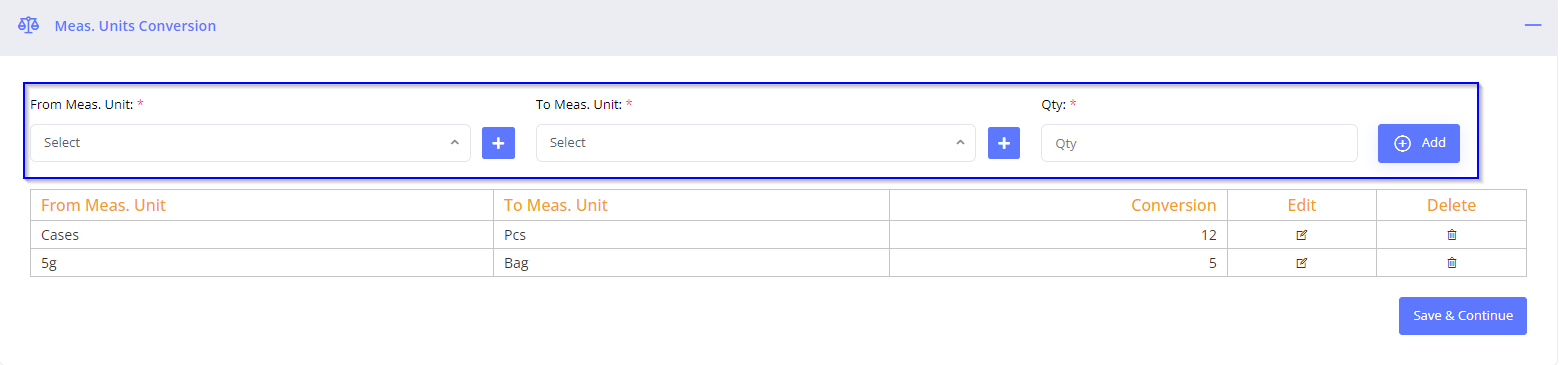 Meas. Units Conversion
From Meas. Unit: * To Meas. Unit: * Qty: *
Select Select Qty Add
From Meas. Unit To Meas. Unit Conversion Edit Delete
Cases Pcs 12
5g Bag 5
Save & Continue